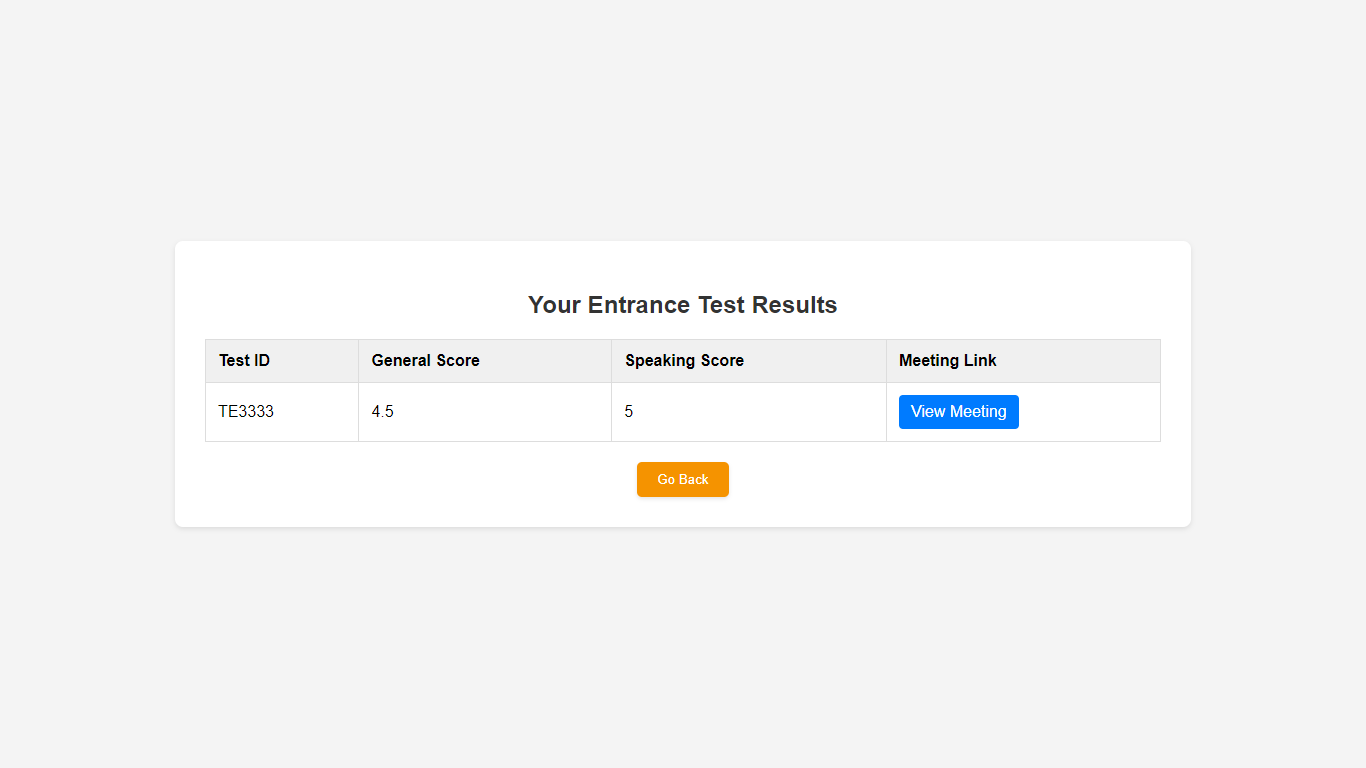 Your Entrance Test Results
Test ID General Score Speaking Score Meeting Link
TE3333 4.5 5 View Meeting
Go Back